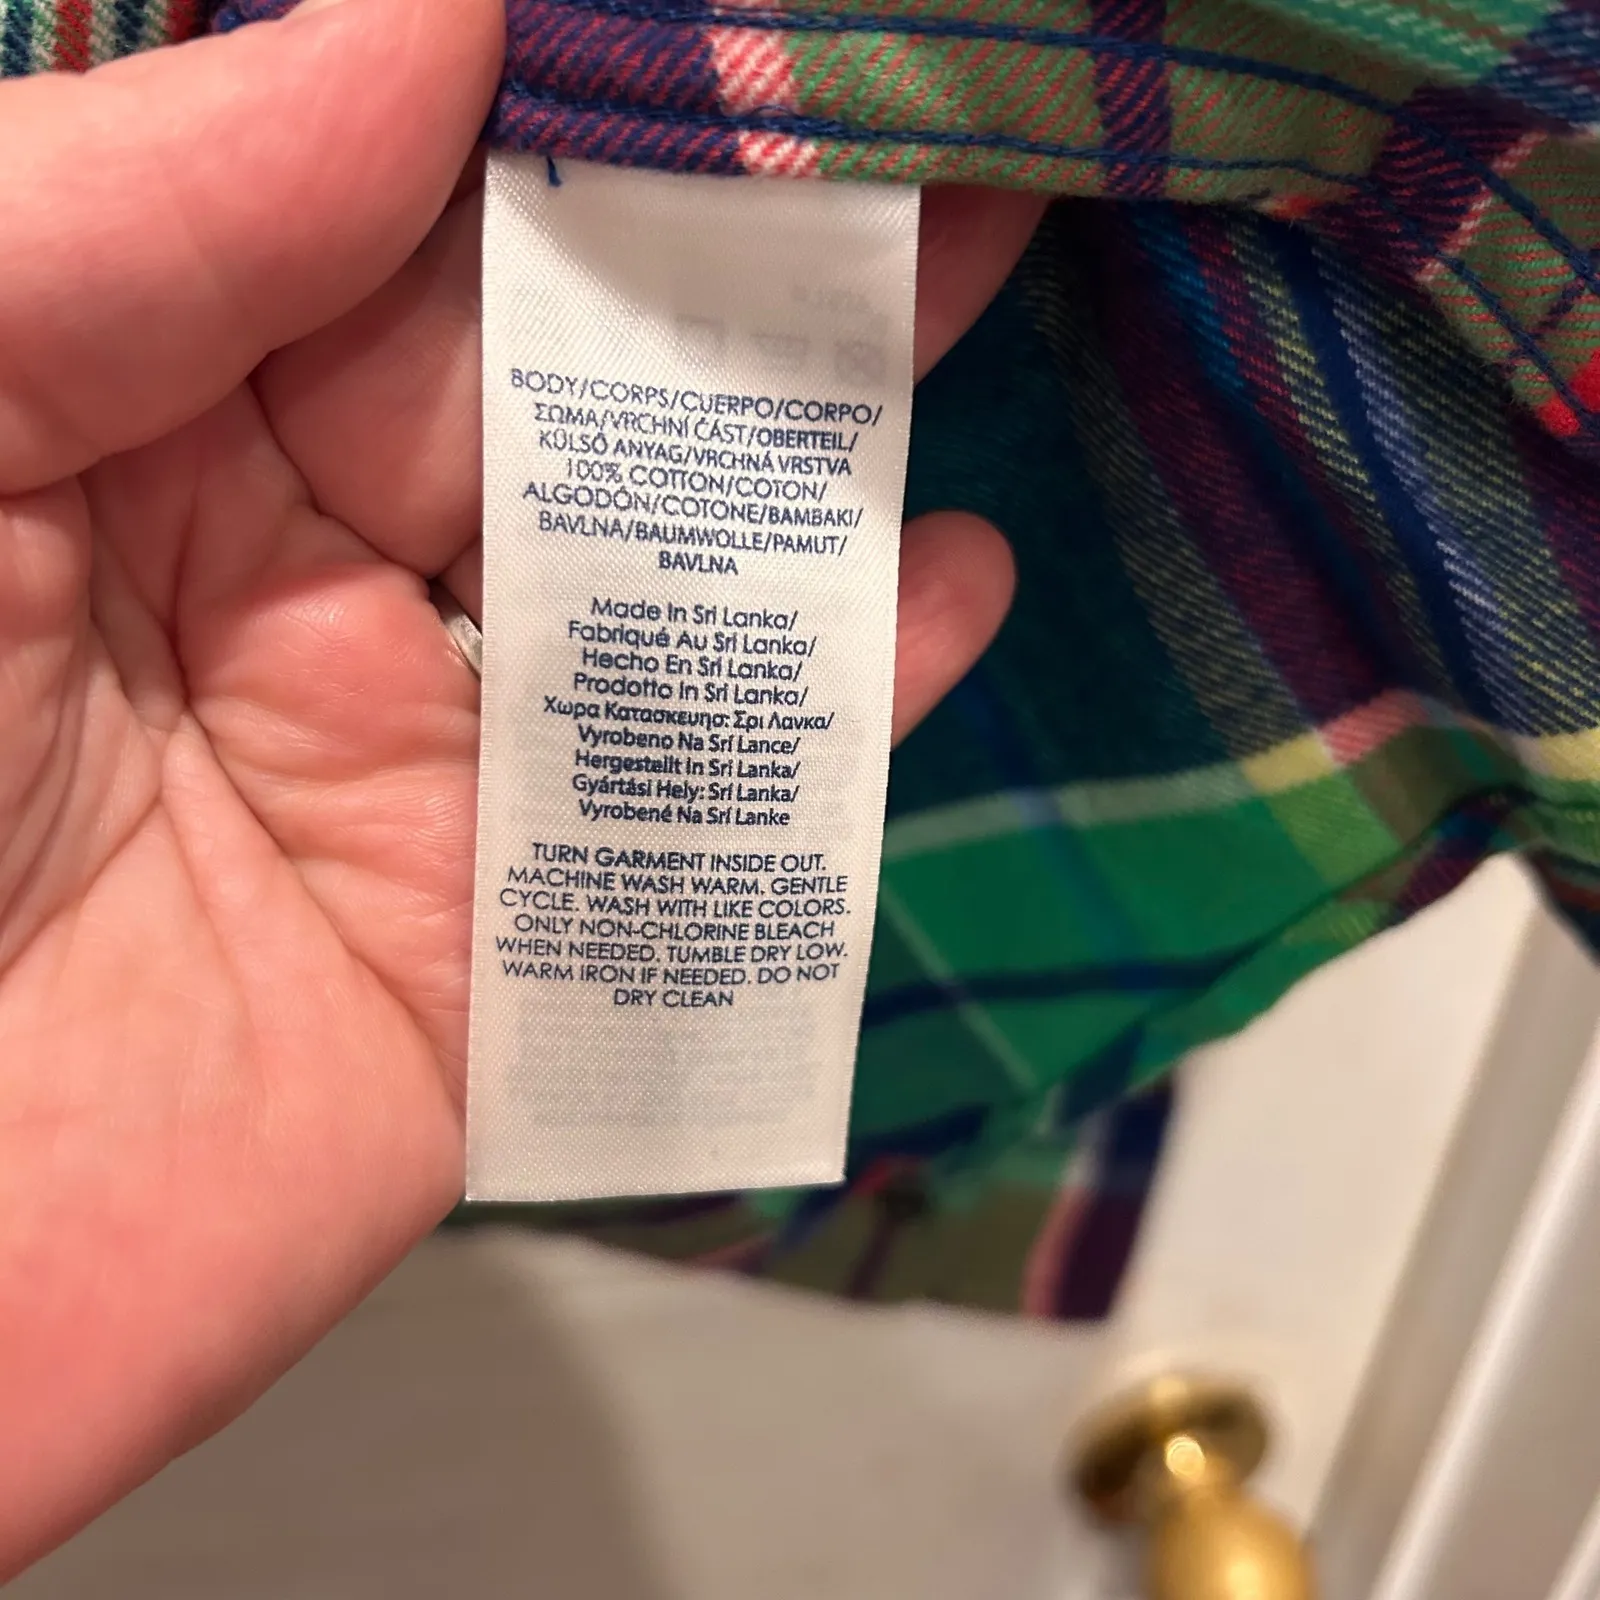 BODY/CORPS/CUERPO/CORPO/
ΣΩΜΑ/VRCHNÍ ČÁST/OBERTEIL/
KÜLSŐ ANYAG/VRCHNÁ VRSTVA
100% COTTON/COTON/
ALGODÓN/COTONE/BAMBAKI/
BAVLNA/BAUMWOLLE/PAMUT/
BAVLNA
Made In Sri Lanka/
Fabriqué Au Sri Lanka/
Hecho En Sri Lanka/
Prodotto In Sri Lanka/
Χωρα Κατασκευησ: Σρι Λανκα/
Vyrobeno Na Srí Lance/
Hergestellt In Sri Lanka/
Gyártási Hely: Srí Lanka/
Vyrobené Na Srí Lanke
TURN GARMENT INSIDE OUT.
MACHINE WASH WARM. GENTLE
CYCLE. WASH WITH LIKE COLORS.
ONLY NON-CHLORINE BLEACH
WHEN NEEDED. TUMBLE DRY LOW.
WARM IRON IF NEEDED. DO NOT
DRY CLEAN